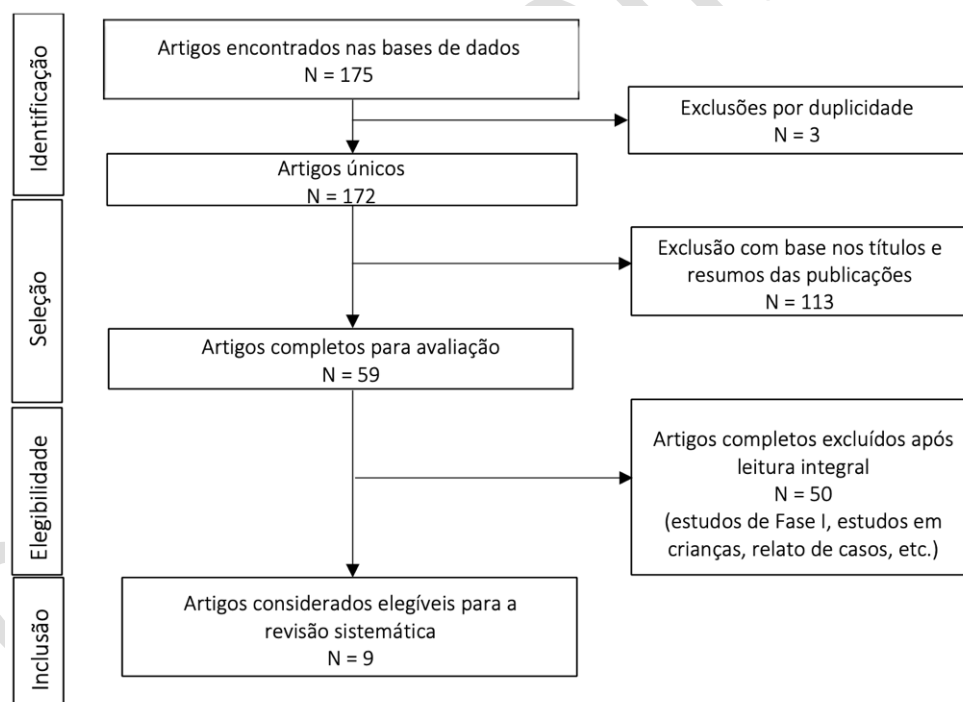 Identificação
Artigos encontrados nas bases de dados
N = 175
Exclusões por duplicidade
N = 3
Artigos únicos
N = 172
Seleção
Exclusão com base nos títulos e
resumos das publicações
N = 113
Artigos completos para avaliação
N = 59
Elegibilidade
Artigos completos excluídos após
leitura integral
N = 50
(estudos de Fase I, estudos em
crianças, relato de casos, etc.)
Inclusão
Artigos considerados elegíveis para a
revisão sistemática
N = 9